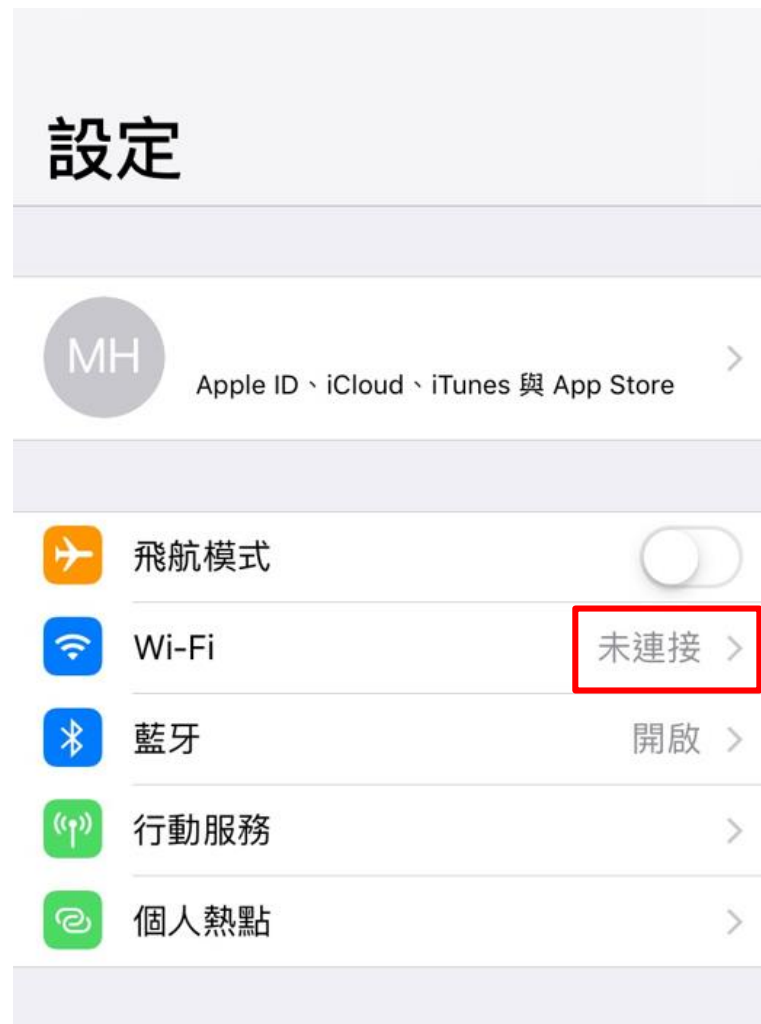 設定
MH
Apple ID、iCloud、iTunes 與 App Store
飛航模式
Wi-Fi 未連接
藍牙 開啟
行動服務
個人熱點